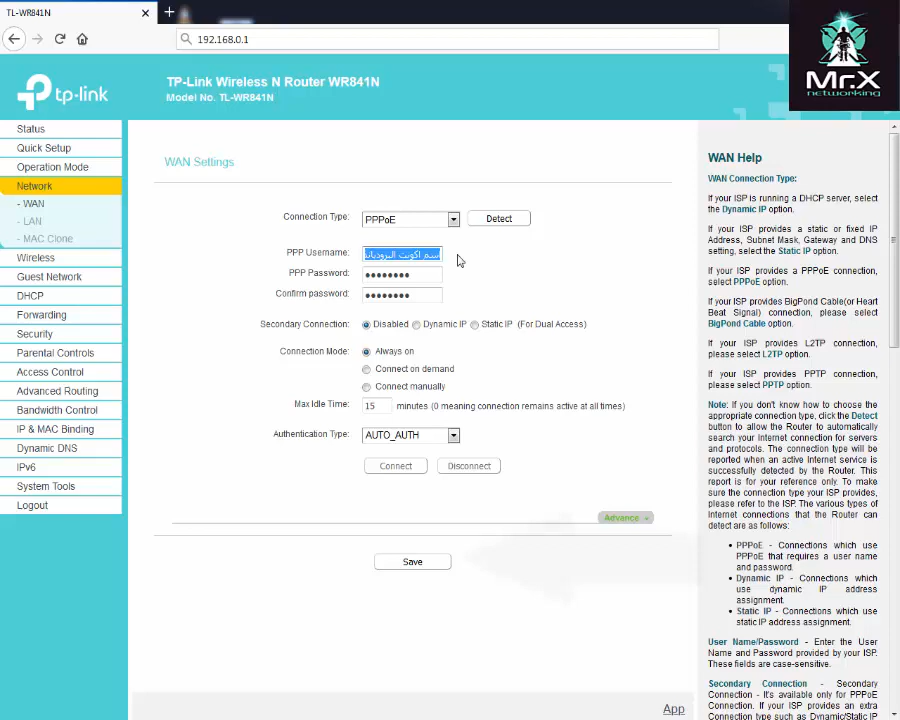 TL-WR841N
192.168.0.1
Mr.X
networking
tp-link
TP-Link Wireless N Router WR841N
Model No. TL-WR841N
Status
Quick Setup
Operation Mode
Network
- WAN
- LAN
- MAC Clone
Wireless
Guest Network
DHCP
Forwarding
Security
Parental Controls
Access Control
Advanced Routing
Bandwidth Control
IP & MAC Binding
Dynamic DNS
IPv6
System Tools
Logout
WAN Settings
Connection Type: PPPoE Detect
PPP Username: اسم اكونت
PPP Password: ●●●●●●●●
Confirm password: ●●●●●●●●
Secondary Connection: Disabled Dynamic IP Static IP (For Dual Access)
Connection Mode: Always on
Connect on demand
Connect manually
Max Idle Time: 15 minutes (0 meaning connection remains active at all times)
Authentication Type: AUTO_AUTH
Connect Disconnect
Advance
Save
App
WAN Help
WAN Connection Type:
If your ISP is running a DHCP server, select
the Dynamic IP option.
If your ISP provides a static or fixed IP
Address, Subnet Mask, Gateway and DNS
setting, select the Static IP option.
If your ISP provides a PPPoE connection,
select PPPoE option.
If your ISP provides BigPond Cable(or Heart
Beat Signal) connection, please select
BigPond Cable option.
If your ISP provides L2TP connection,
please select L2TP option.
If your ISP provides PPTP connection,
please select PPTP option.
Note: If you don't know how to choose the
appropriate connection type, click the Detect
button to allow the Router to automatically
search your Internet connection for servers
and protocols. The connection type will be
reported when an active Internet service is
successfully detected by the Router. This
report is for your reference only. To make
sure the connection type your ISP provides,
please refer to the ISP. The various types of
Internet connections that the Router can
detect are as follows:
• PPPoE - Connections which use
PPPoE that requires a user name
and password.
• Dynamic IP - Connections which
use dynamic IP address
assignment.
• Static IP - Connections which use
static IP address assignment.
User Name/Password - Enter the User
Name and Password provided by your ISP.
These fields are case-sensitive.
Secondary Connection - Secondary
Connection - It's available only for PPPoE
Connection. If your ISP provides an extra
Connection type such as Dynamic/Static IP